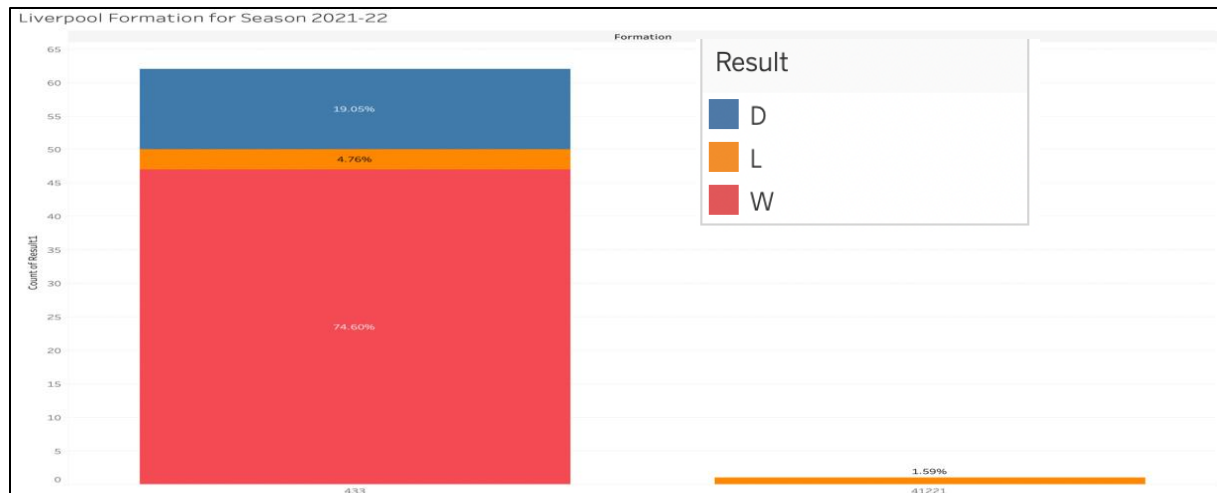 Liverpool Formation for Season 2021-22
Formation
Result
D
L
W
Count of Result1
65
60
55
50
45
40
35
30
25
20
15
10
5
0
19.05%
4.76%
74.60%
1.59%
433
41221